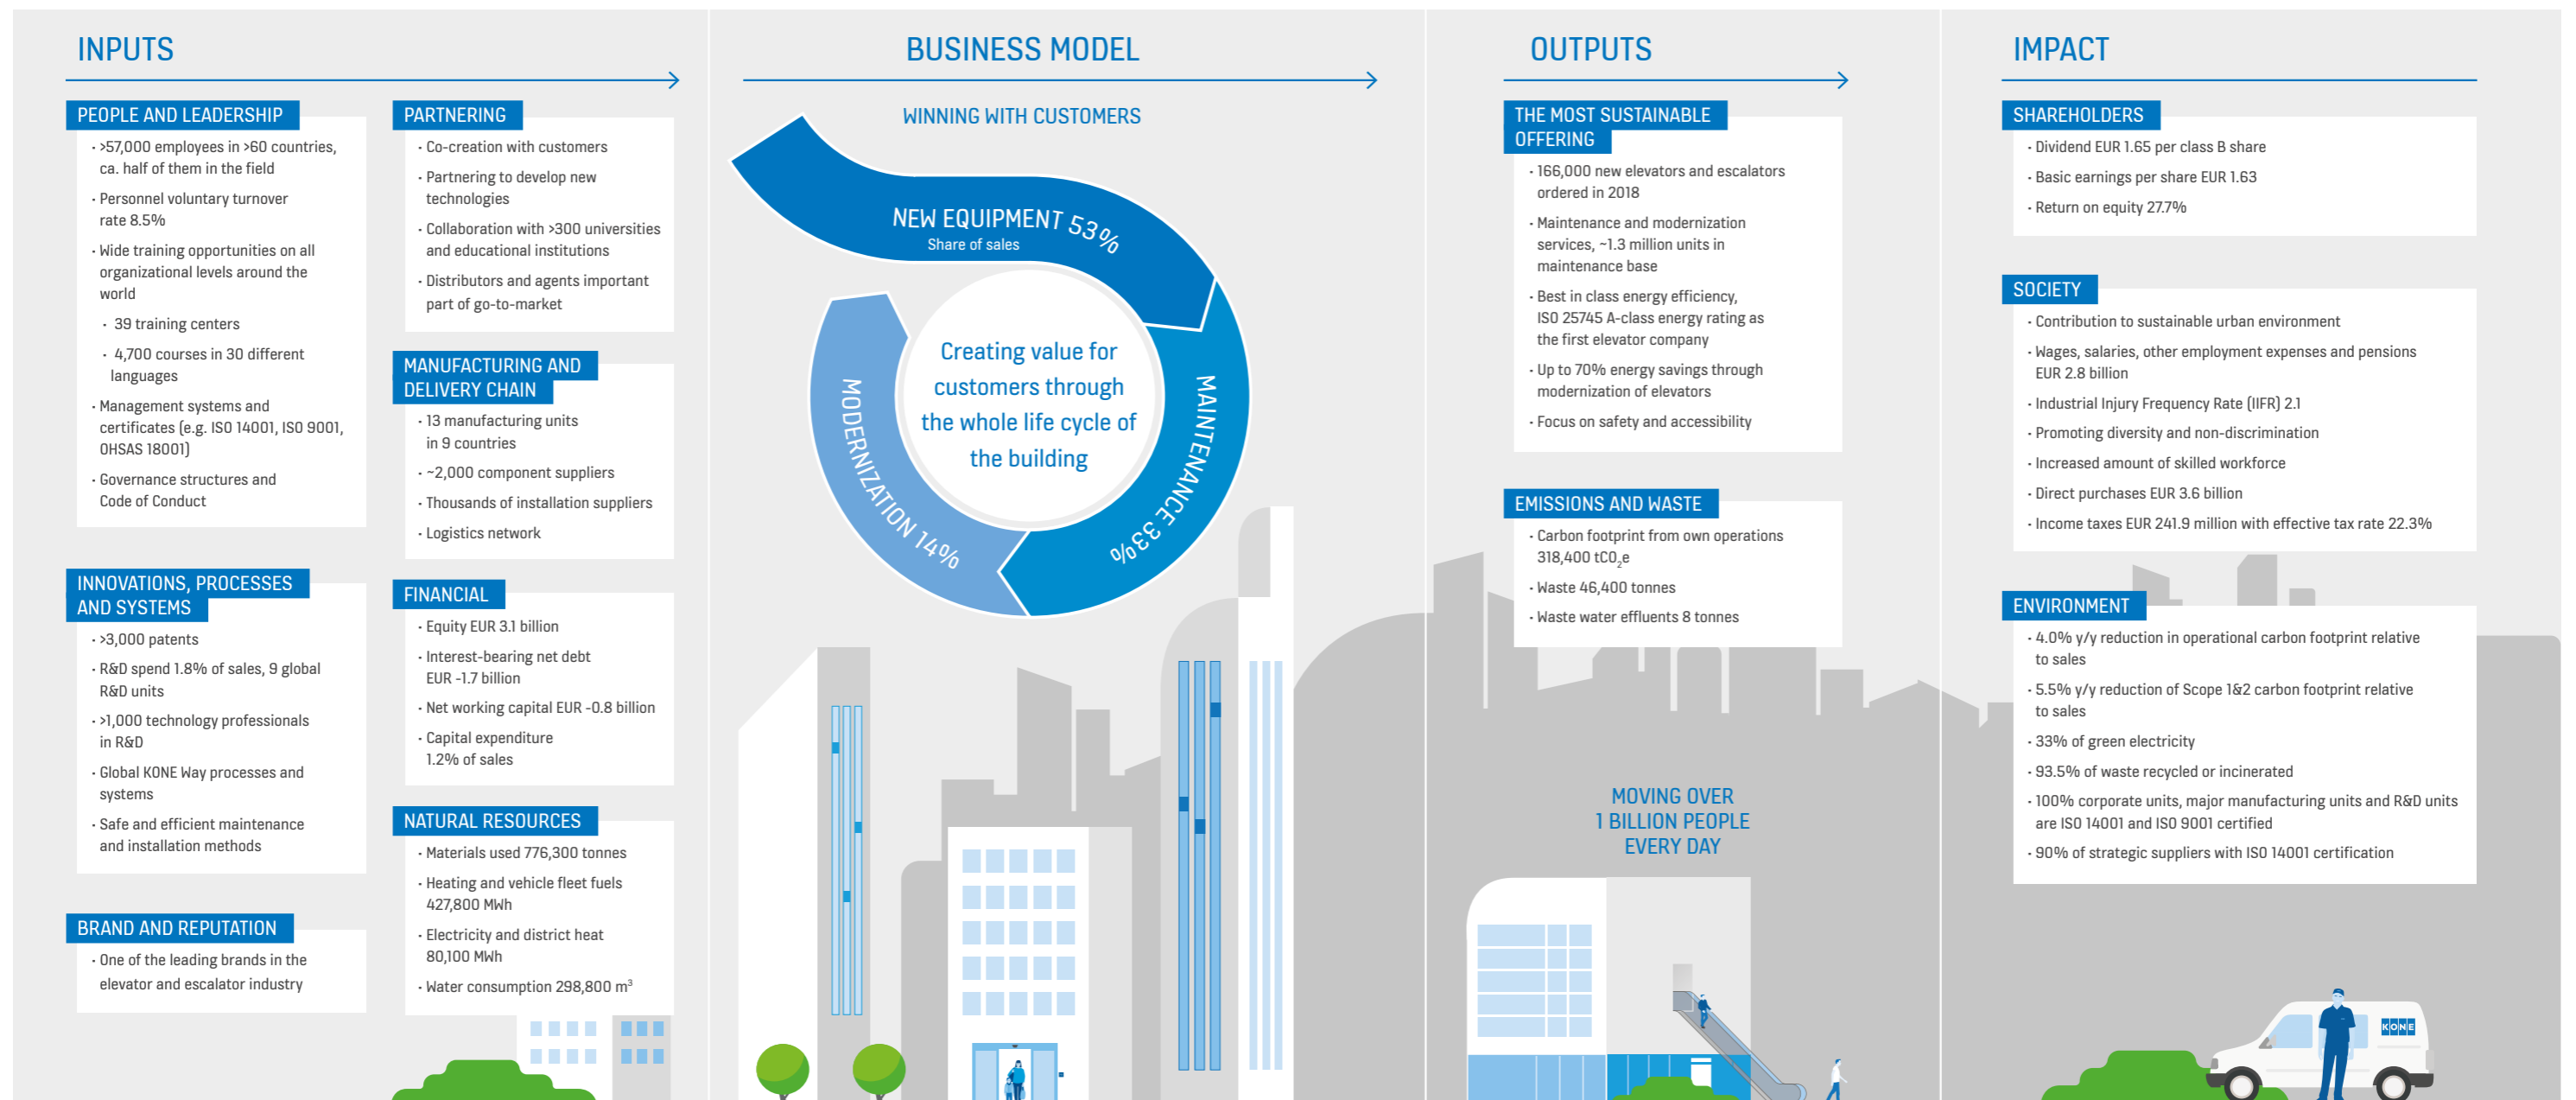 INPUTS
PEOPLE AND LEADERSHIP
· >57,000 employees in >60 countries,
ca. half of them in the field
· Personnel voluntary turnover
rate 8.5%
· Wide training opportunities on all
organizational levels around the
world
· 39 training centers
· 4,700 courses in 30 different
languages
· Management systems and
certificates (e.g. ISO 14001, ISO 9001,
OHSAS 18001)
· Governance structures and
Code of Conduct
INNOVATIONS, PROCESSES
AND SYSTEMS
· >3,000 patents
· R&D spend 1.8% of sales, 9 global
R&D units
· >1,000 technology professionals
in R&D
· Global KONE Way processes and
systems
· Safe and efficient maintenance
and installation methods
BRAND AND REPUTATION
· One of the leading brands in the
elevator and escalator industry
PARTNERING
· Co-creation with customers
· Partnering to develop new
technologies
· Collaboration with >300 universities
and educational institutions
· Distributors and agents important
part of go-to-market
MANUFACTURING AND
DELIVERY CHAIN
· 13 manufacturing units
in 9 countries
· ~2,000 component suppliers
· Thousands of installation suppliers
· Logistics network
FINANCIAL
· Equity EUR 3.1 billion
· Interest-bearing net debt
EUR -1.7 billion
· Net working capital EUR -0.8 billion
· Capital expenditure
1.2% of sales
NATURAL RESOURCES
· Materials used 776,300 tonnes
· Heating and vehicle fleet fuels
427,800 MWh
· Electricity and district heat
80,100 MWh
· Water consumption 298,800 m³
BUSINESS MODEL
WINNING WITH CUSTOMERS
NEW EQUIPMENT 53%
Share of sales
MAINTENANCE 33%
MODERNIZATION 14%
Creating value for
customers through
the whole life cycle of
the building
OUTPUTS
THE MOST SUSTAINABLE
OFFERING
· 166,000 new elevators and escalators
ordered in 2018
· Maintenance and modernization
services, ~1.3 million units in
maintenance base
· Best in class energy efficiency,
ISO 25745 A-class energy rating as
the first elevator company
· Up to 70% energy savings through
modernization of elevators
· Focus on safety and accessibility
EMISSIONS AND WASTE
· Carbon footprint from own operations
318,400 tCO₂e
· Waste 46,400 tonnes
· Waste water effluents 8 tonnes
MOVING OVER
1 BILLION PEOPLE
EVERY DAY
IMPACT
SHAREHOLDERS
· Dividend EUR 1.65 per class B share
· Basic earnings per share EUR 1.63
· Return on equity 27.7%
SOCIETY
· Contribution to sustainable urban environment
· Wages, salaries, other employment expenses and pensions
EUR 2.8 billion
· Industrial Injury Frequency Rate (IIFR) 2.1
· Promoting diversity and non-discrimination
· Increased amount of skilled workforce
· Direct purchases EUR 3.6 billion
· Income taxes EUR 241.9 million with effective tax rate 22.3%
ENVIRONMENT
· 4.0% y/y reduction in operational carbon footprint relative
to sales
· 5.5% y/y reduction of Scope 1&2 carbon footprint relative
to sales
· 33% of green electricity
· 93.5% of waste recycled or incinerated
· 100% corporate units, major manufacturing units and R&D units
are ISO 14001 and ISO 9001 certified
· 90% of strategic suppliers with ISO 14001 certification
KONE